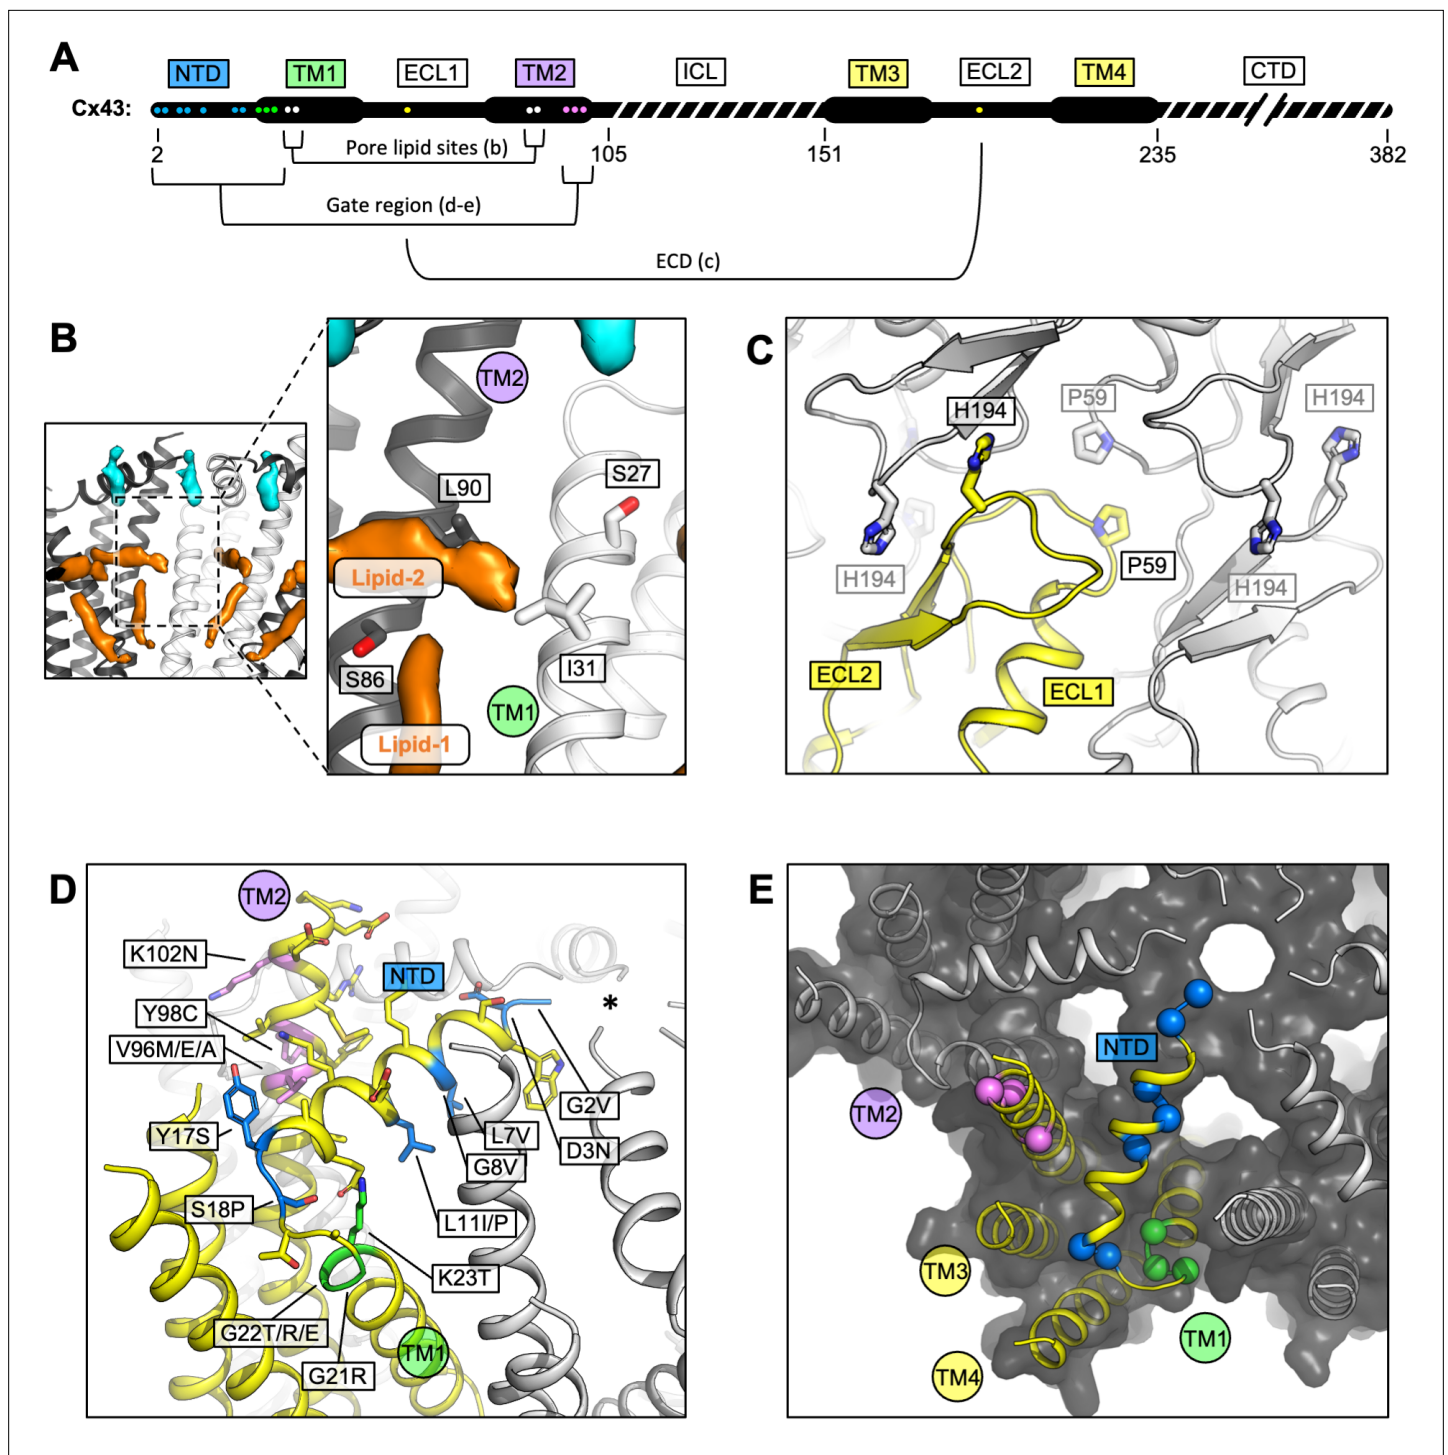 A
NTD TM1 ECL1 TM2 ICL TM3 ECL2 TM4 CTD
Cx43:
Pore lipid sites (b)
2 105 151 235 382
Gate region (d-e)
ECD (c)
B
TM2
L90
S27
Lipid-2
S86
I31
TM1
Lipid-1
C
H194
P59
H194
H194
P59
H194
ECL2
ECL1
D
TM2
K102N
NTD
Y98C
*
V96M/E/A
G2V
Y17S
L7V
D3N
G8V
S18P
L11I/P
K23T
G22T/R/E
TM1
G21R
E
NTD
TM2
TM3
TM1
TM4